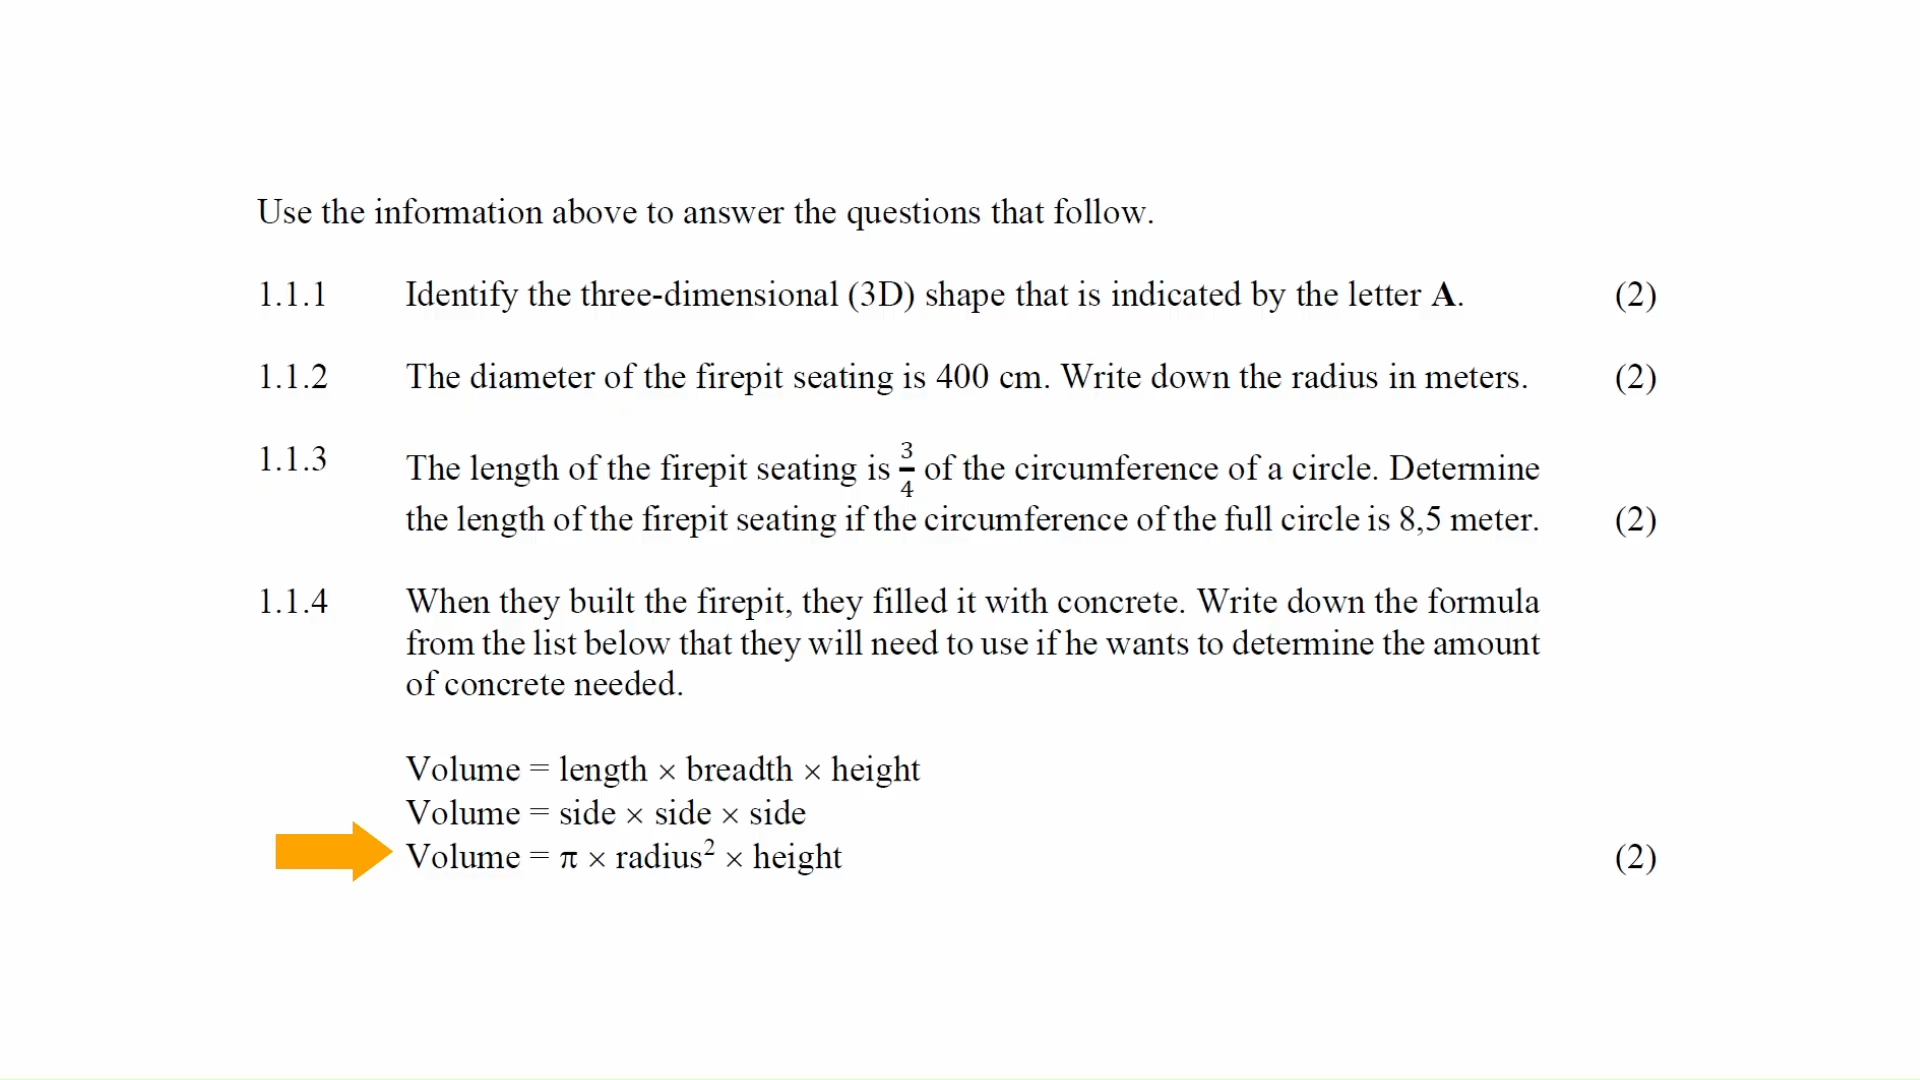 Use the information above to answer the questions that follow.
1.1.1 Identify the three-dimensional (3D) shape that is indicated by the letter A. (2)
1.1.2 The diameter of the firepit seating is 400 cm. Write down the radius in meters. (2)
1.1.3 The length of the firepit seating is 3/4 of the circumference of a circle. Determine
the length of the firepit seating if the circumference of the full circle is 8,5 meter. (2)
1.1.4 When they built the firepit, they filled it with concrete. Write down the formula
from the list below that they will need to use if he wants to determine the amount
of concrete needed.
Volume = length × breadth × height
Volume = side × side × side
Volume = π × radius² × height (2)